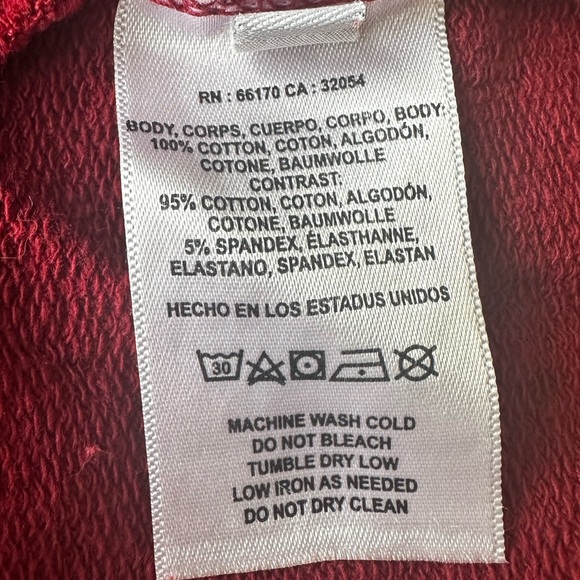 RN : 66170 CA : 32054
BODY, CORPS, CUERPO, CORPO, BODY:
100% COTTON, COTON, ALGODÓN,
COTONE, BAUMWOLLE
CONTRAST:
95% COTTON, COTON, ALGODÓN,
COTONE, BAUMWOLLE
5% SPANDEX, ÉLASTHANNE,
ELASTANO, SPANDEX, ELASTAN
HECHO EN LOS ESTADUS UNIDOS
30
MACHINE WASH COLD
DO NOT BLEACH
TUMBLE DRY LOW
LOW IRON AS NEEDED
DO NOT DRY CLEAN